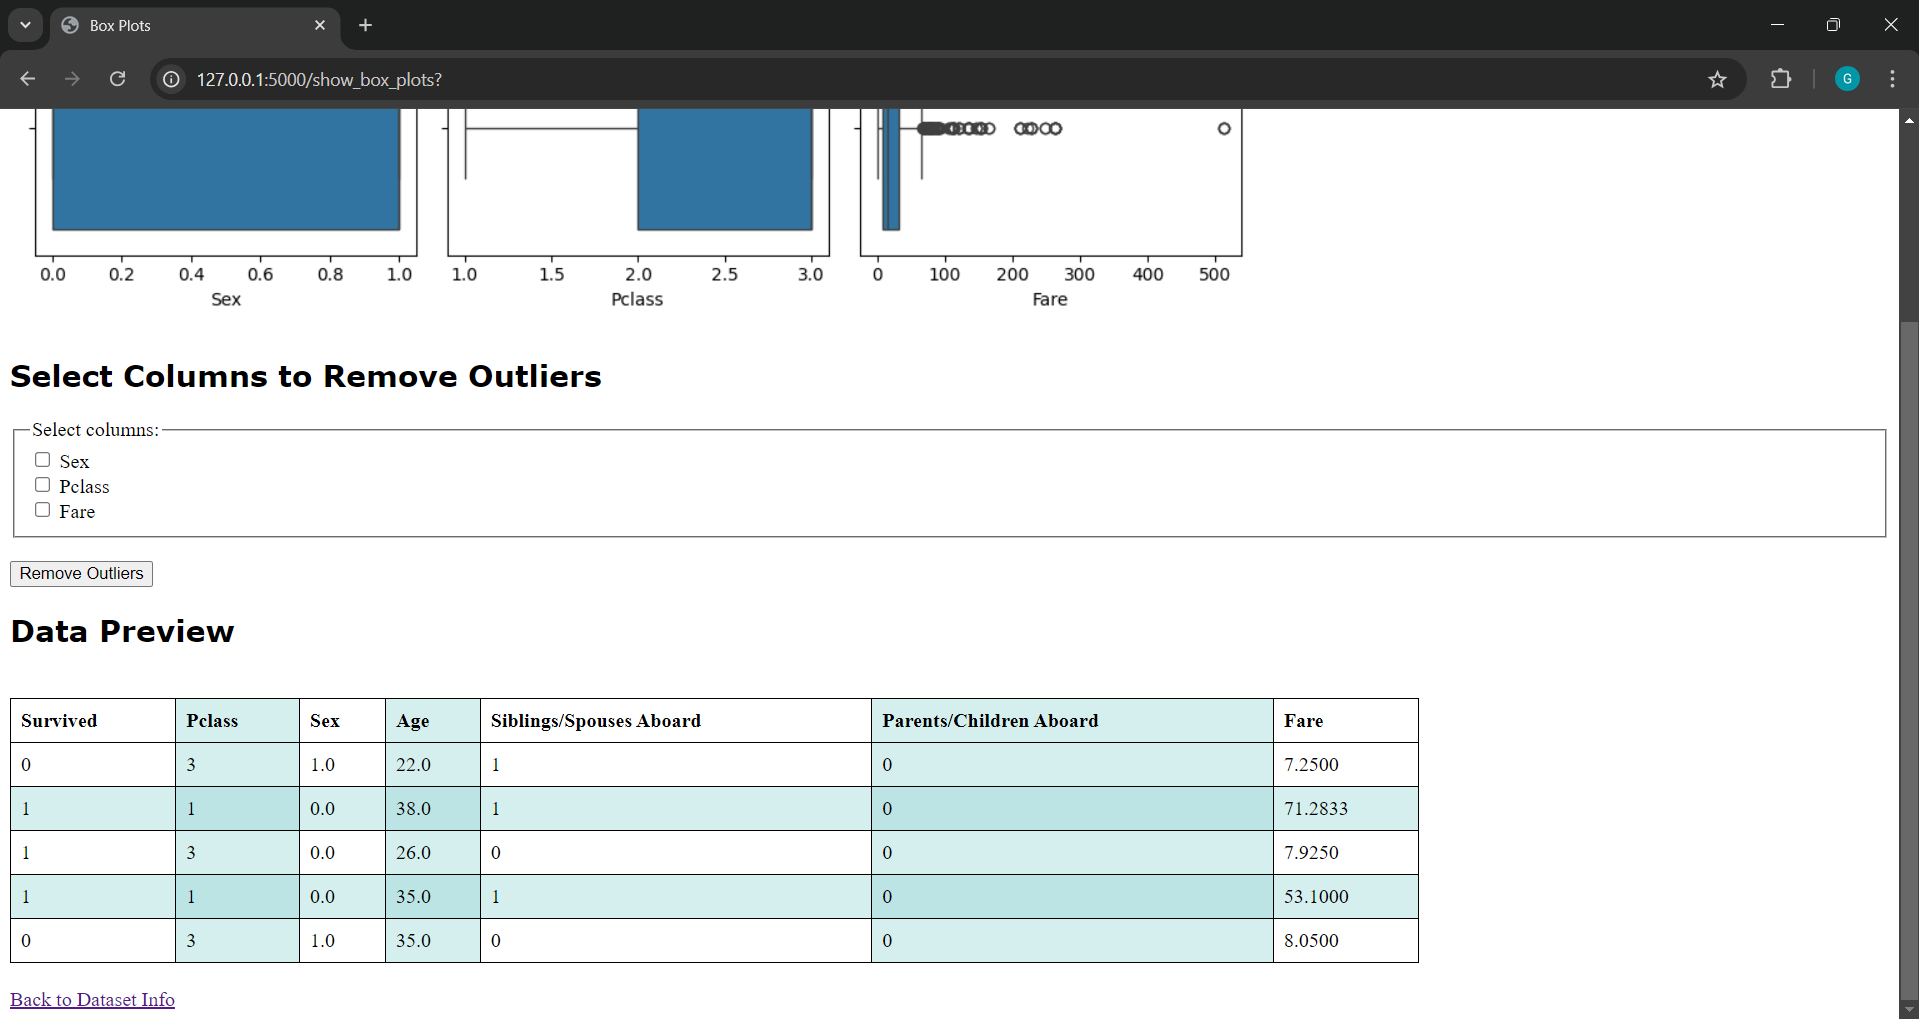 Box Plots
127.0.0.1:5000/show_box_plots?
G
0.0 0.2 0.4 0.6 0.8 1.0 1.0 1.5 2.0 2.5 3.0 0 100 200 300 400 500
Sex Pclass Fare
Select Columns to Remove Outliers
Select columns:
Sex
Pclass
Fare
Remove Outliers
Data Preview
Survived Pclass Sex Age Siblings/Spouses Aboard Parents/Children Aboard Fare
0 3 1.0 22.0 1 0 7.2500
1 1 0.0 38.0 1 0 71.2833
1 3 0.0 26.0 0 0 7.9250
1 1 0.0 35.0 1 0 53.1000
0 3 1.0 35.0 0 0 8.0500
Back to Dataset Info